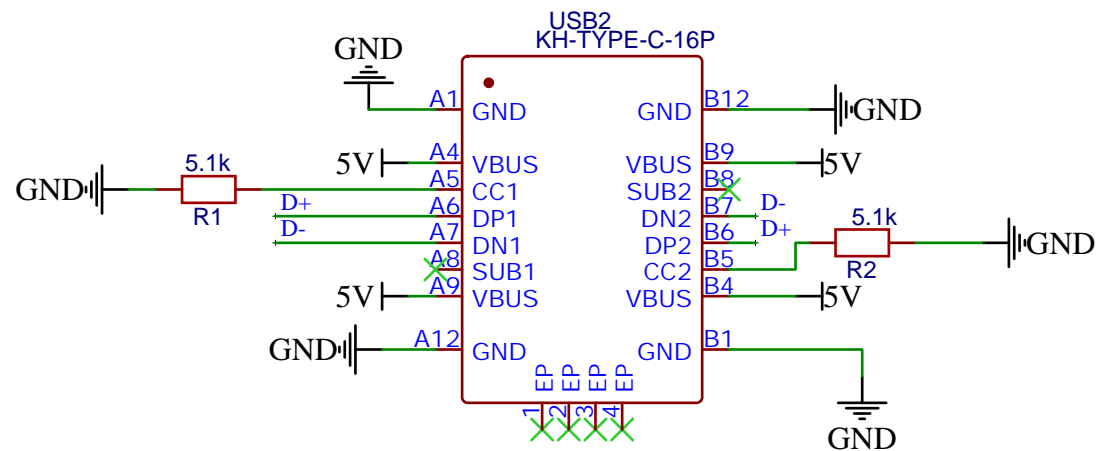 USB2
KH-TYPE-C-16P
GND
A1
GND
GND
B12
GND
5V
A4
VBUS
VBUS
B9
5V
5.1k
GND
R1
A5
CC1
SUB2
B8
D+
A6
DP1
DN2
B7
D-
D-
A7
DN1
DP2
B6
D+
5.1k
R2
GND
A8
SUB1
CC2
B5
5V
A9
VBUS
VBUS
B4
5V
GND
A12
GND
GND
B1
GND
EP
EP
EP
EP
1
2
3
4